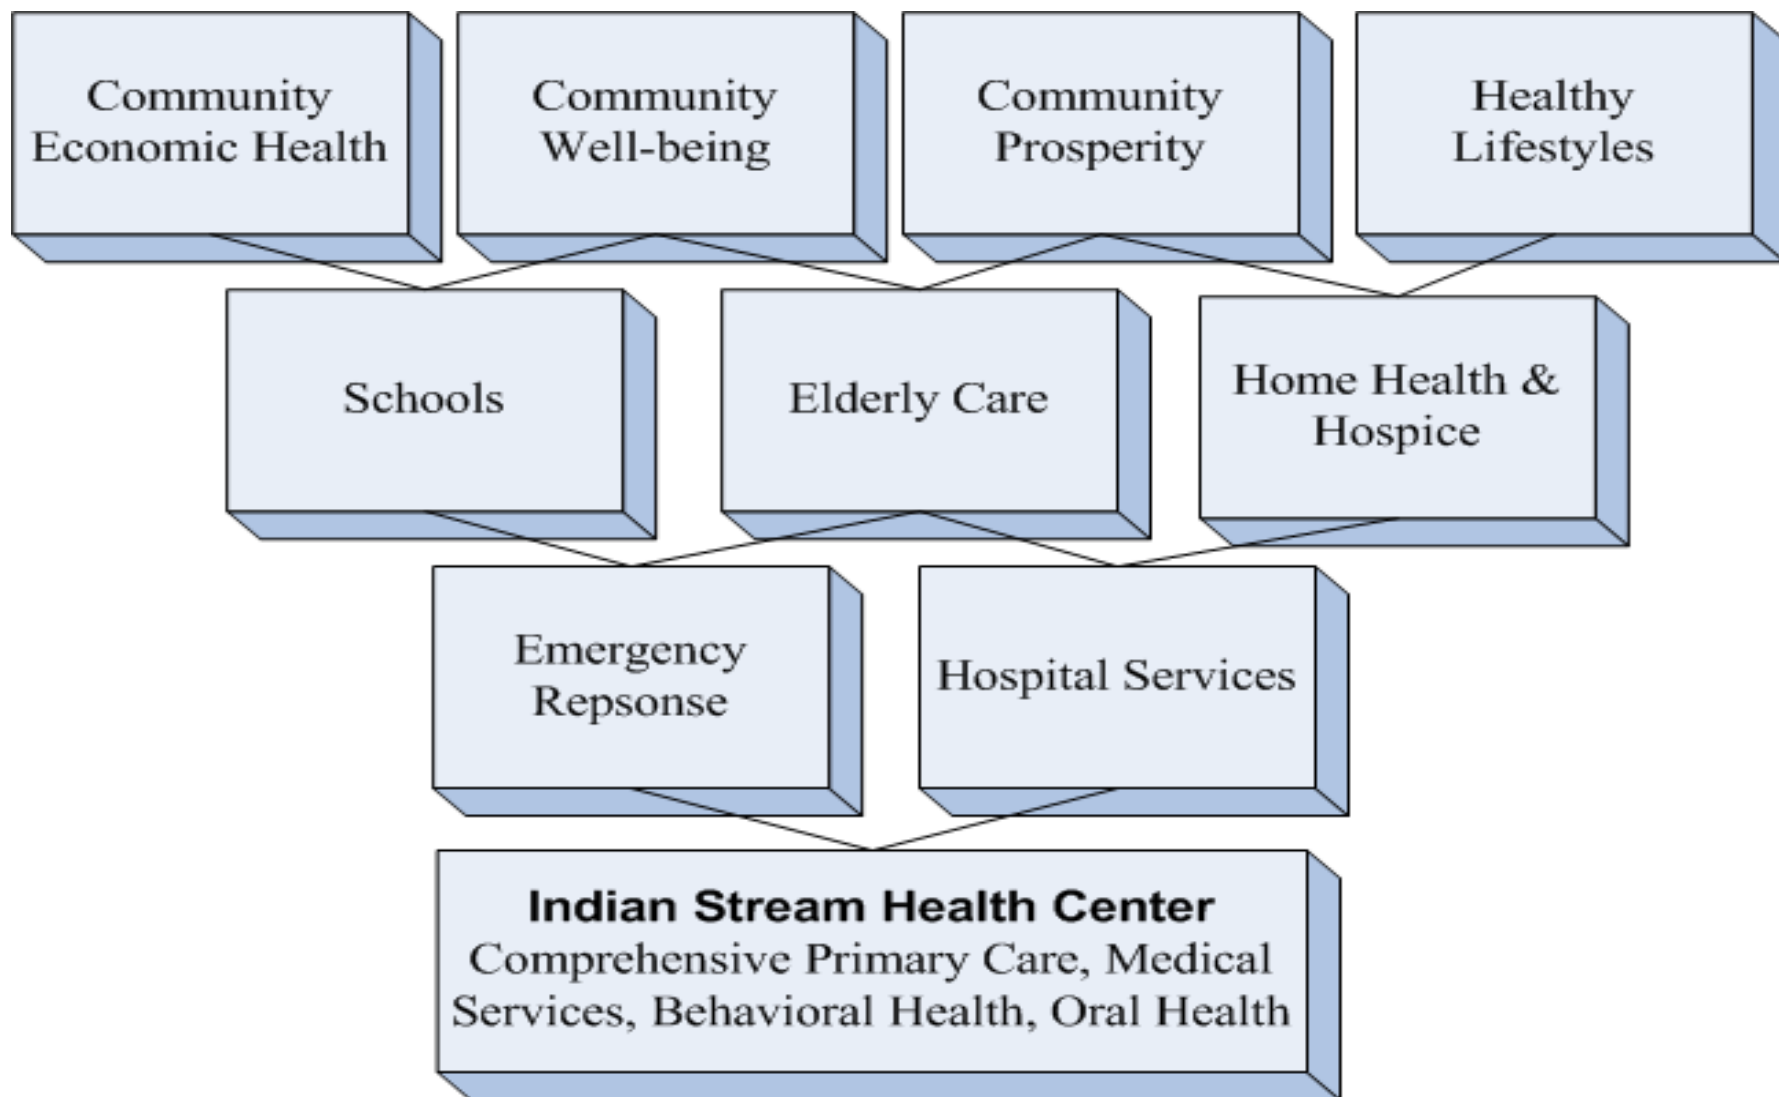 Community
Economic Health
Community
Well-being
Community
Prosperity
Healthy
Lifestyles
Schools
Elderly Care
Home Health &
Hospice
Emergency
Repsonse
Hospital Services
Indian Stream Health Center
Comprehensive Primary Care, Medical
Services, Behavioral Health, Oral Health